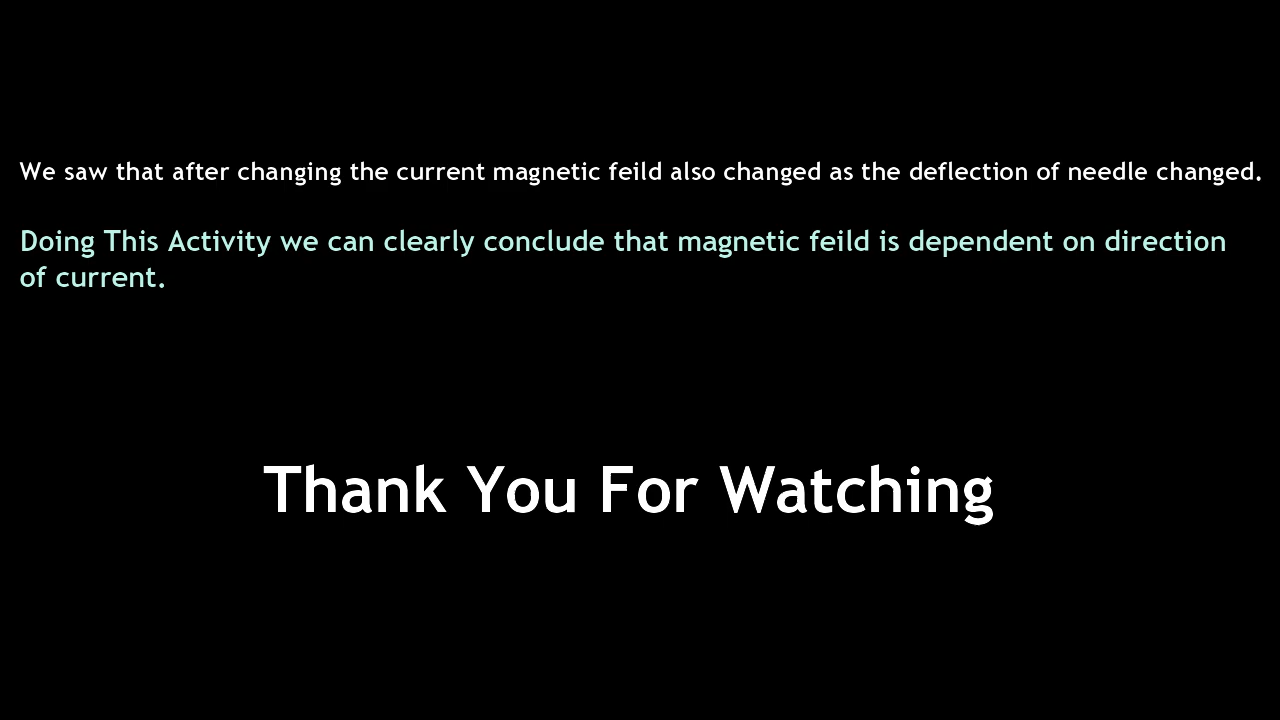 We saw that after changing the current magnetic feild also changed as the deflection of needle changed.
Doing This Activity we can clearly conclude that magnetic feild is dependent on direction
of current.
Thank You For Watching